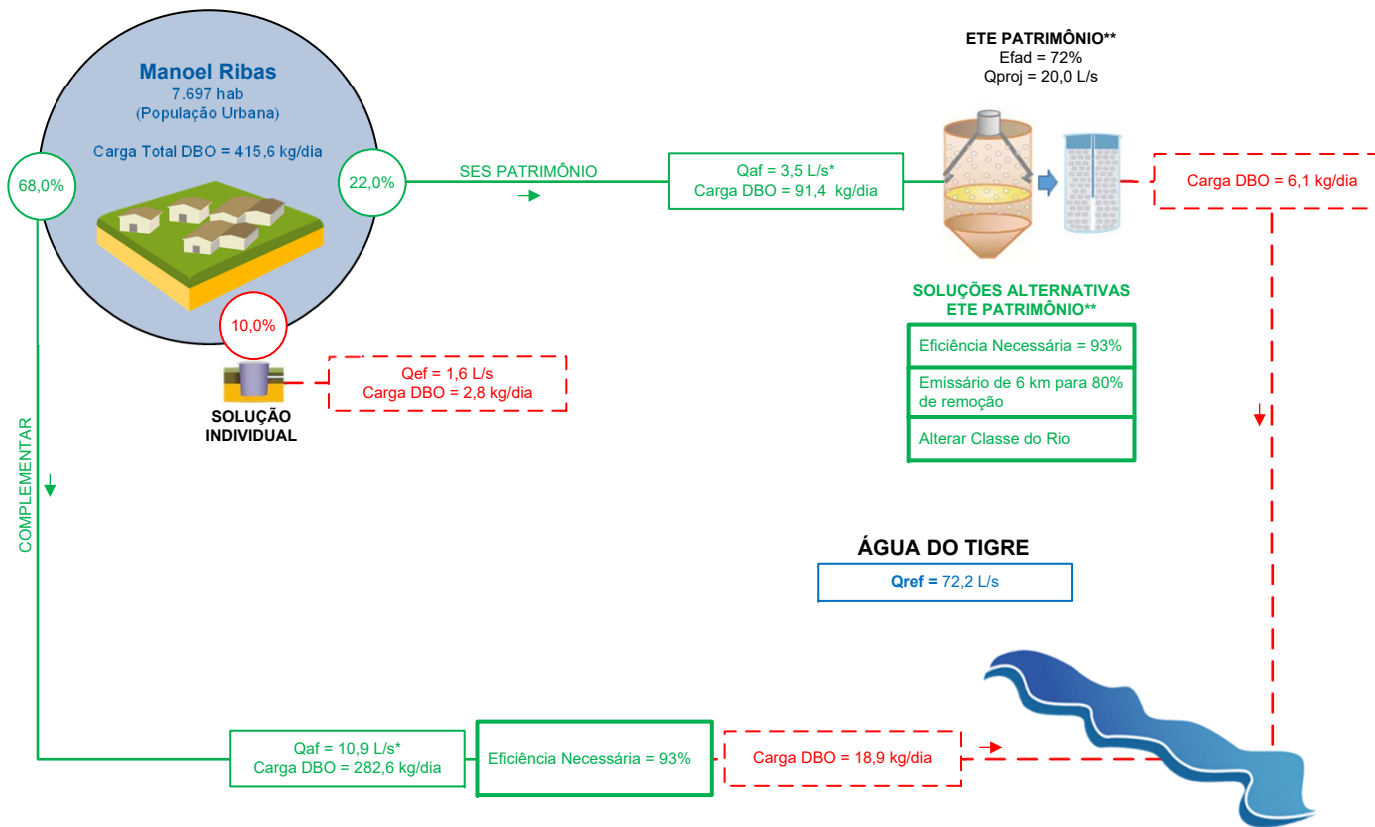 Manoel Ribas
7.697 hab
(População Urbana)
Carga Total DBO = 415,6 kg/dia
68,0%
22,0%
10,0%
SES PATRIMÔNIO
Qaf = 3,5 L/s*
Carga DBO = 91,4 kg/dia
ETE PATRIMÔNIO**
Efad = 72%
Qproj = 20,0 L/s
Carga DBO = 6,1 kg/dia
SOLUÇÕES ALTERNATIVAS
ETE PATRIMÔNIO**
Eficiência Necessária = 93%
Emissário de 6 km para 80%
de remoção
Alterar Classe do Rio
Qef = 1,6 L/s
Carga DBO = 2,8 kg/dia
SOLUÇÃO
INDIVIDUAL
COMPLEMENTAR
ÁGUA DO TIGRE
Qref = 72,2 L/s
Qaf = 10,9 L/s*
Carga DBO = 282,6 kg/dia
Eficiência Necessária = 93%
Carga DBO = 18,9 kg/dia